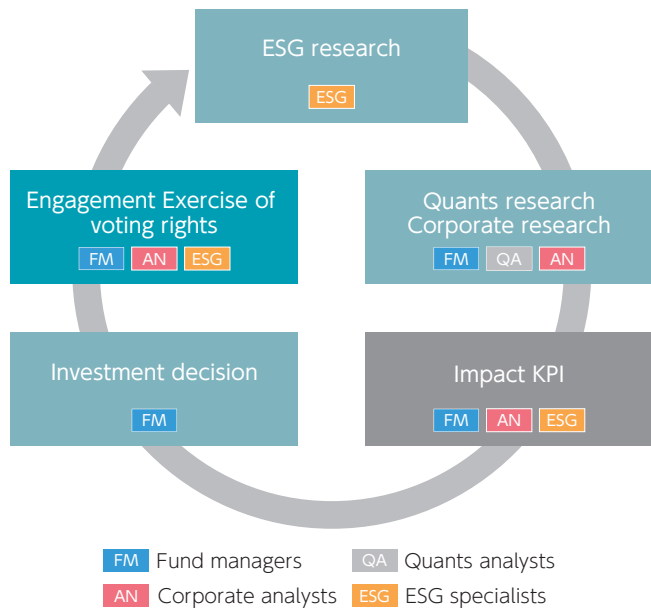 ESG research
ESG
Engagement Exercise of
voting rights
FM AN ESG
Quants research
Corporate research
FM QA AN
Investment decision
FM
Impact KPI
FM AN ESG
FM Fund managers
QA Quants analysts
AN Corporate analysts
ESG ESG specialists